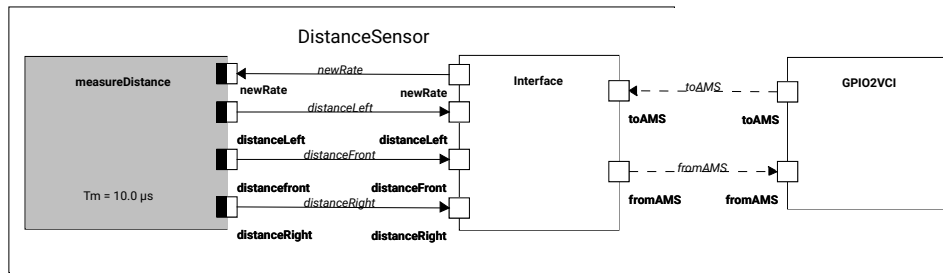 DistanceSensor
measureDistance
newRate
Interface
GPIO2VCI
newRate
newRate
toAMS
distanceLeft
toAMS
toAMS
distanceLeft
distanceLeft
distanceFront
fromAMS
distancefront
distanceFront
Tm = 10.0 µs
distanceRight
fromAMS
fromAMS
distanceRight
distanceRight